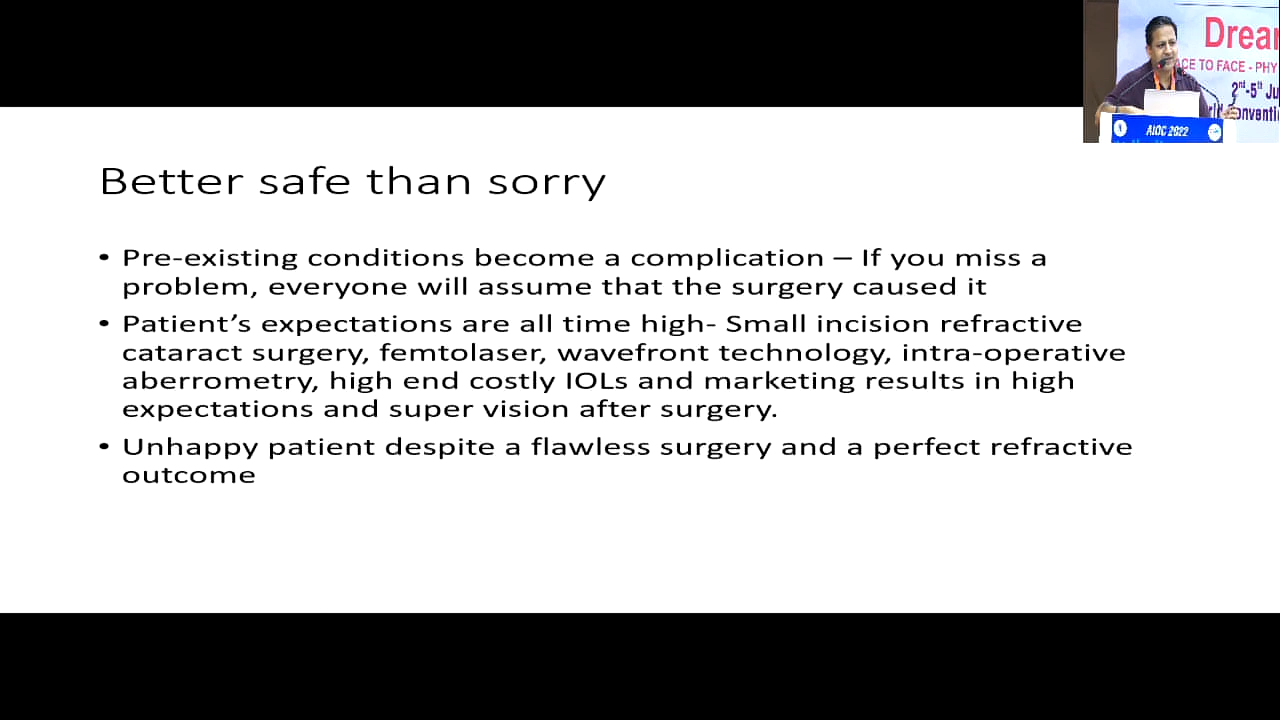 Drea
ACE TO FACE - PHY
2nd-5th Ju
onventi
AIOC 2022
Better safe than sorry
• Pre-existing conditions become a complication – If you miss a
problem, everyone will assume that the surgery caused it
• Patient’s expectations are all time high- Small incision refractive
cataract surgery, femtolaser, wavefront technology, intra-operative
aberrometry, high end costly IOLs and marketing results in high
expectations and super vision after surgery.
• Unhappy patient despite a flawless surgery and a perfect refractive
outcome